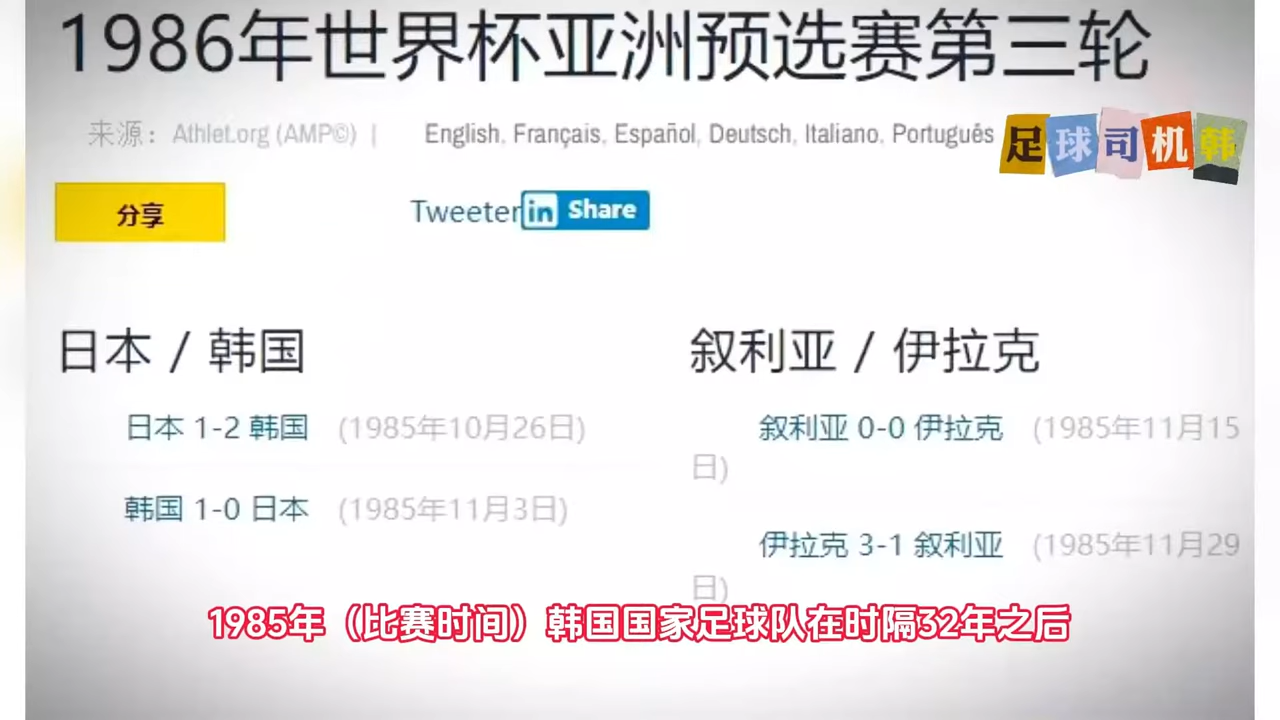 1986年世界杯亚洲预选赛第三轮
来源：Athlet.org (AMP©) | English, Français, Español, Deutsch, Italiano, Português
足球司机韩
分享
Tweeter in Share
日本 / 韩国
日本 1-2 韩国 (1985年10月26日)
韩国 1-0 日本 (1985年11月3日)
叙利亚 / 伊拉克
叙利亚 0-0 伊拉克 (1985年11月15
日)
伊拉克 3-1 叙利亚 (1985年11月29
日)
1985年（比赛时间）韩国国家足球队在时隔32年之后